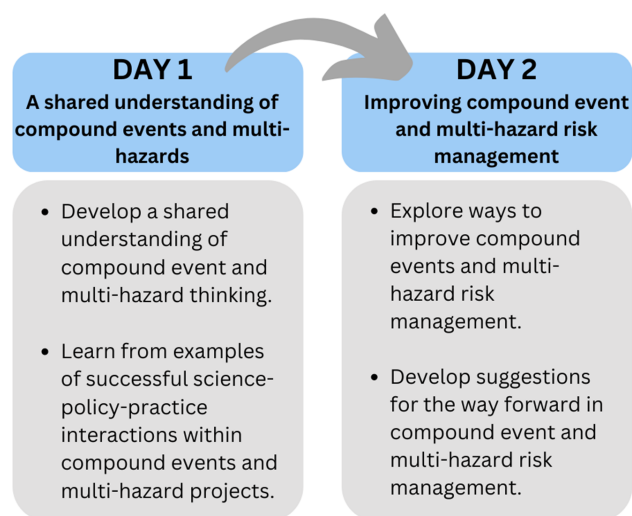 DAY 1
A shared understanding of
compound events and multi-
hazards
• Develop a shared
understanding of
compound event and
multi-hazard thinking.
• Learn from examples
of successful science-
policy-practice
interactions within
compound events and
multi-hazard projects.
DAY 2
Improving compound event
and multi-hazard risk
management
• Explore ways to
improve compound
events and multi-
hazard risk
management.
• Develop suggestions
for the way forward in
compound event and
multi-hazard risk
management.